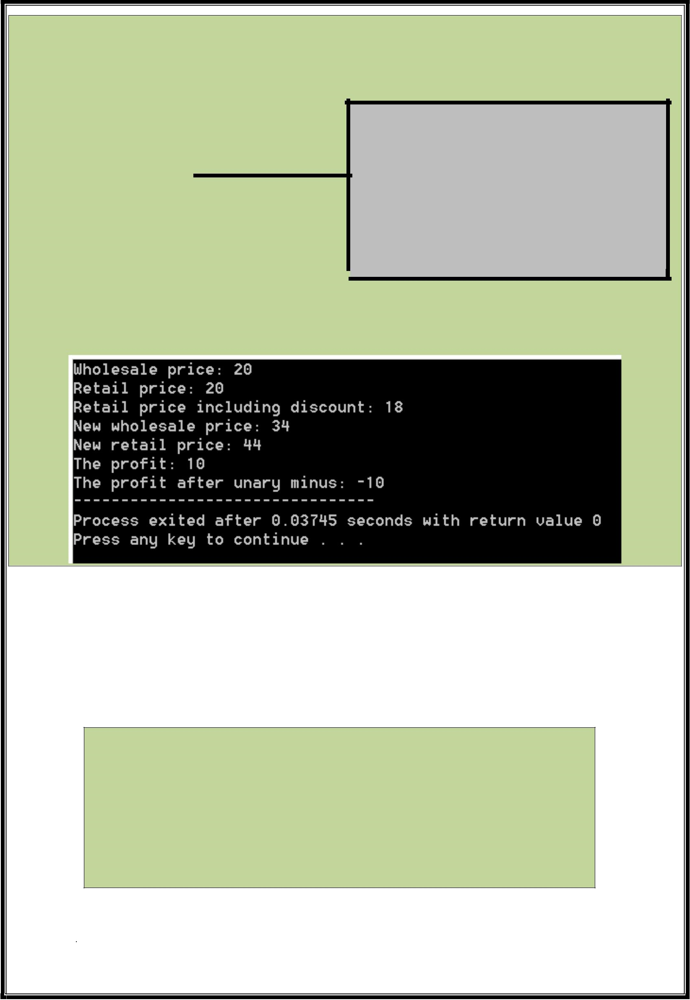 Wholesale price: 20
Retail price: 20
Retail price including discount: 18
New wholesale price: 34
New retail price: 44
The profit: 10
The profit after unary minus: -10
--------------------------------
Process exited after 0.03745 seconds with return value 0
Press any key to continue . . .
.